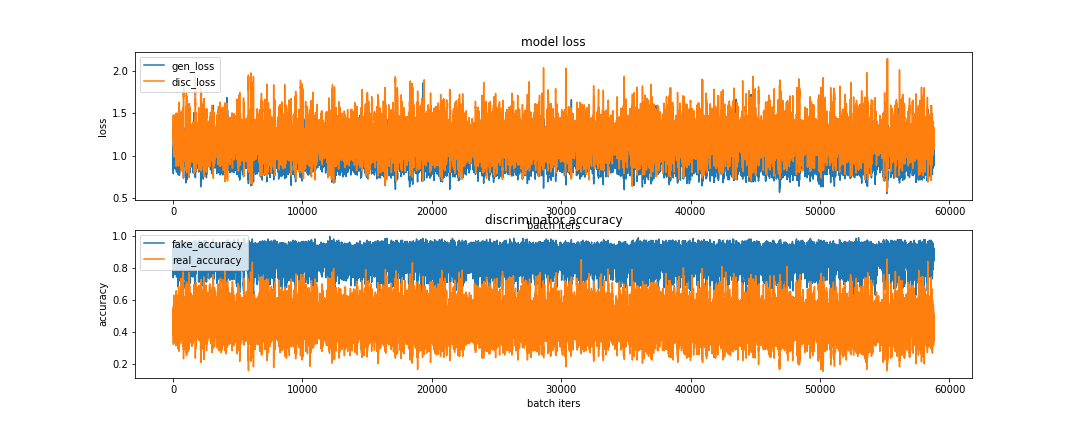 model loss
gen_loss
disc_loss
2.0
1.5
1.0
0.5
loss
0 10000 20000 30000 40000 50000 60000
batch iters
discriminator accuracy
fake_accuracy
real_accuracy
1.0
0.8
0.6
0.4
0.2
accuracy
0 10000 20000 30000 40000 50000 60000
batch iters